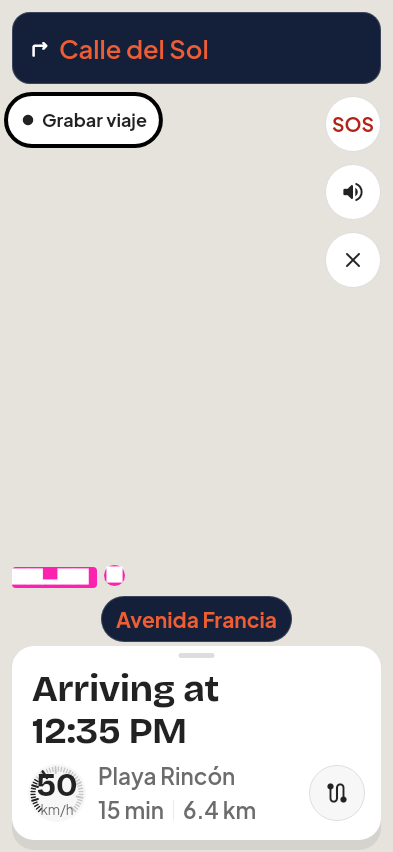 Calle del Sol
Grabar viaje
SOS
Avenida Francia
Arriving at
12:35 PM
50
km/h
Playa Rincón
15 min
6.4 km